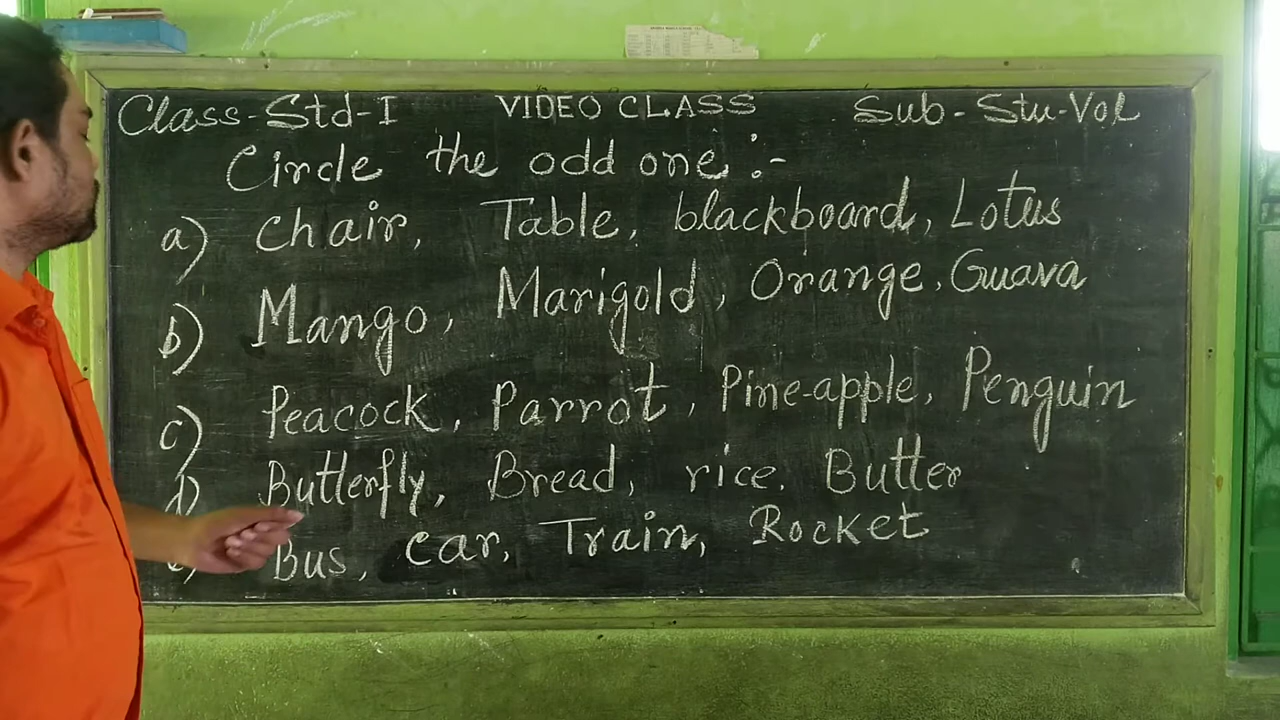 Class-Std-I VIDEO CLASS Sub-Stu-Vol
Circle the odd one :-
a) Chair, Table, blackboard, Lotus
b) Mango, Marigold, Orange, Guava
c) Peacock, Parrot, Pine-apple, Penguin
d) Butterfly, Bread, rice, Butter
Bus, Car, Train, Rocket